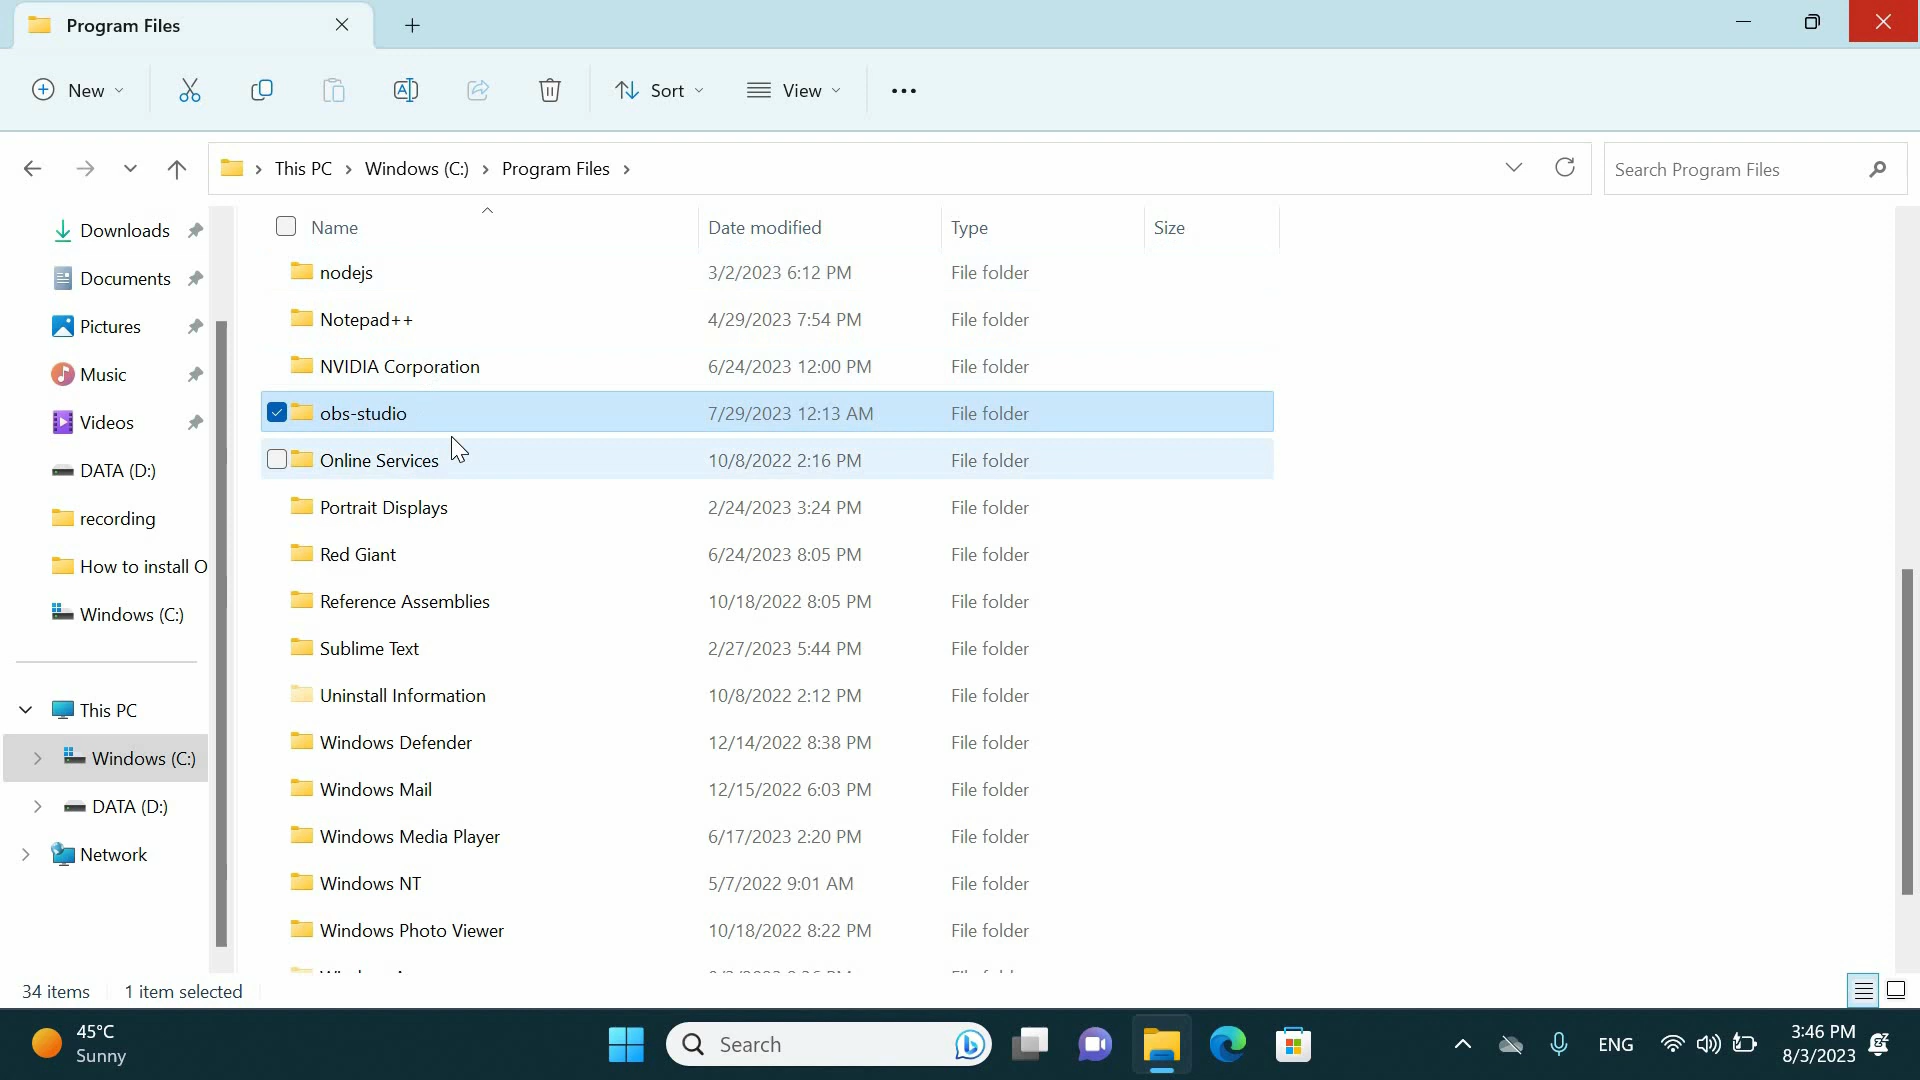 Program Files
New
Sort
View
This PC
Windows (C:)
Program Files
Search Program Files
Downloads
Documents
Pictures
Music
Videos
DATA (D:)
recording
How to install O
Windows (C:)
This PC
Windows (C:)
DATA (D:)
Network
Name Date modified Type Size
nodejs 3/2/2023 6:12 PM File folder
Notepad++ 4/29/2023 7:54 PM File folder
NVIDIA Corporation 6/24/2023 12:00 PM File folder
obs-studio 7/29/2023 12:13 AM File folder
Online Services 10/8/2022 2:16 PM File folder
Portrait Displays 2/24/2023 3:24 PM File folder
Red Giant 6/24/2023 8:05 PM File folder
Reference Assemblies 10/18/2022 8:05 PM File folder
Sublime Text 2/27/2023 5:44 PM File folder
Uninstall Information 10/8/2022 2:12 PM File folder
Windows Defender 12/14/2022 8:38 PM File folder
Windows Mail 12/15/2022 6:03 PM File folder
Windows Media Player 6/17/2023 2:20 PM File folder
Windows NT 5/7/2022 9:01 AM File folder
Windows Photo Viewer 10/18/2022 8:22 PM File folder
34 items 1 item selected
45°C
Sunny
Search
ENG
3:46 PM
8/3/2023